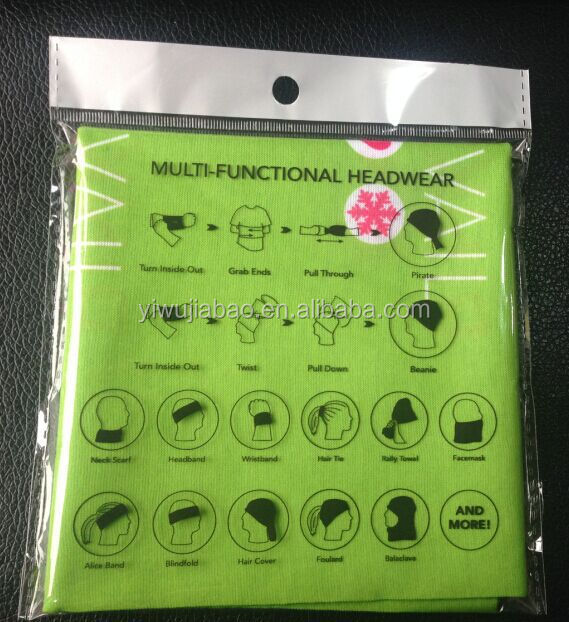 MULTI-FUNCTIONAL HEADWEAR
Turn Inside Out Grab Ends Pull Through Pirate
yiwujiabao.en.alibaba.com
Turn Inside Out Twist Pull Down Beanie
Neck Scarf Headband Wristband Hair Tie Rally Towel Facemask
AND
MORE!
Alice Band Blindfold Hair Cover Foulard Balaclave